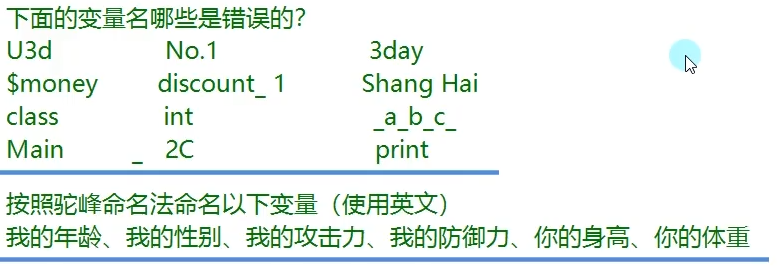 下面的变量名哪些是错误的？
U3d No.1 3day
$money discount_ 1 Shang Hai
class int _a_b_c_
Main _ 2C print
按照驼峰命名法命名以下变量（使用英文）
我的年龄、我的性别、我的攻击力、我的防御力、你的身高、你的体重